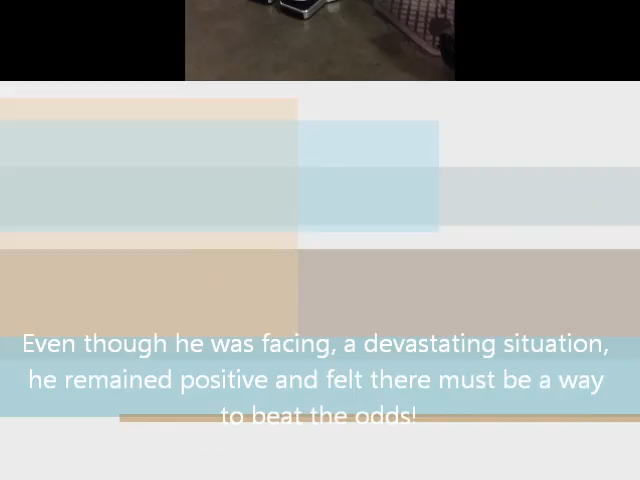 Even though he was facing, a devastating situation,
he remained positive and felt there must be a way
to beat the odds!